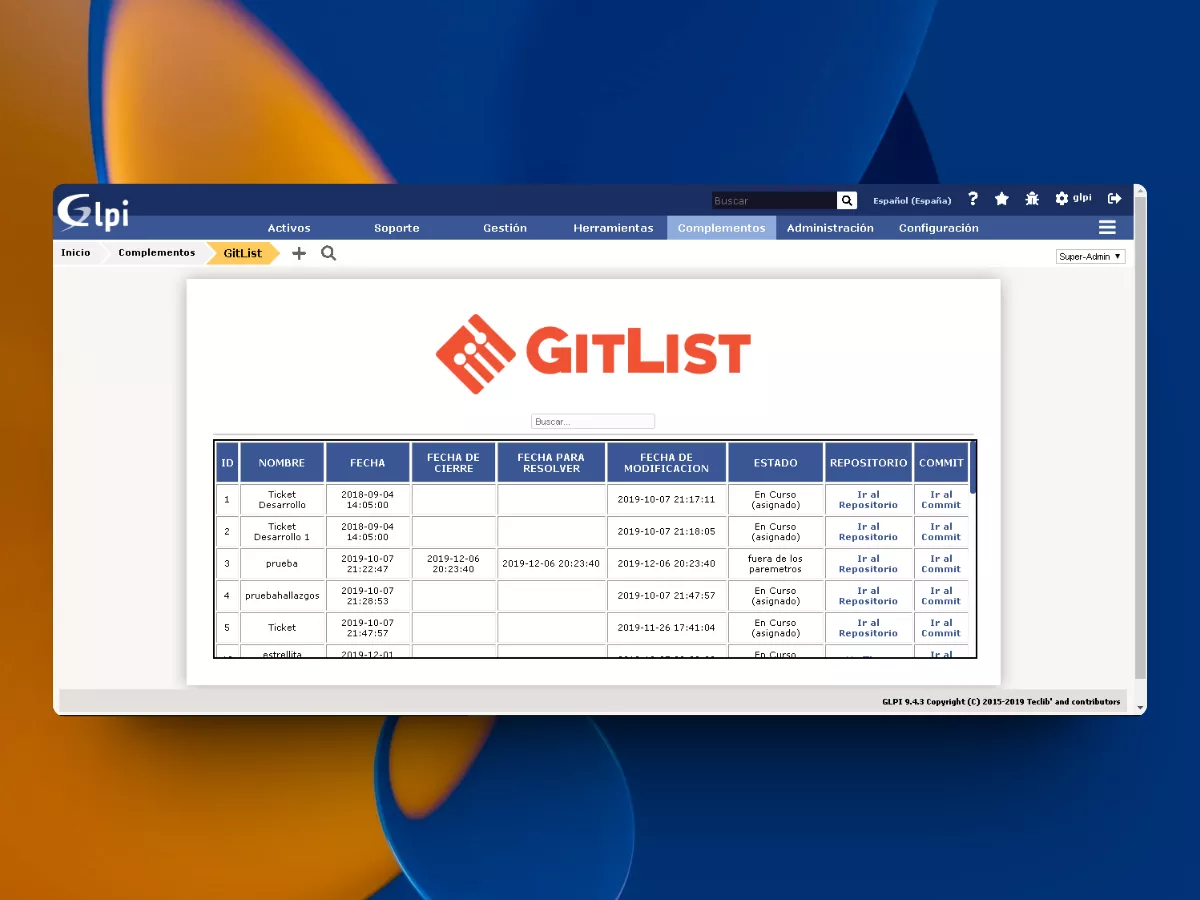 Glpi
Buscar
Español (España)
?
glpi
Activos
Soporte
Gestión
Herramientas
Complementos
Administración
Configuración
Inicio
Complementos
GitList
Super-Admin
GITLIST
Buscar...
ID
NOMBRE
FECHA
FECHA DE
CIERRE
FECHA PARA
RESOLVER
FECHA DE
MODIFICACION
ESTADO
REPOSITORIO
COMMIT
1
Ticket
Desarrollo
2018-09-04
14:05:00
2019-10-07 21:17:11
En Curso
(asignado)
Ir al
Repositorio
Ir al
Commit
2
Ticket
Desarrollo 1
2018-09-04
14:05:00
2019-10-07 21:18:05
En Curso
(asignado)
Ir al
Repositorio
Ir al
Commit
3
prueba
2019-10-07
21:22:47
2019-12-06
20:23:40
2019-12-06 20:23:40
2019-12-06 20:23:40
fuera de los
paremetros
Ir al
Repositorio
Ir al
Commit
4
pruebahallazgos
2019-10-07
21:28:53
2019-10-07 21:47:57
En Curso
(asignado)
Ir al
Repositorio
Ir al
Commit
5
Ticket
2019-10-07
21:47:57
2019-11-26 17:41:04
En Curso
(asignado)
Ir al
Repositorio
Ir al
Commit
estrellita
2019-12-01
En Curso
Ir al
GLPI 9.4.3 Copyright (C) 2015-2019 Teclib' and contributors